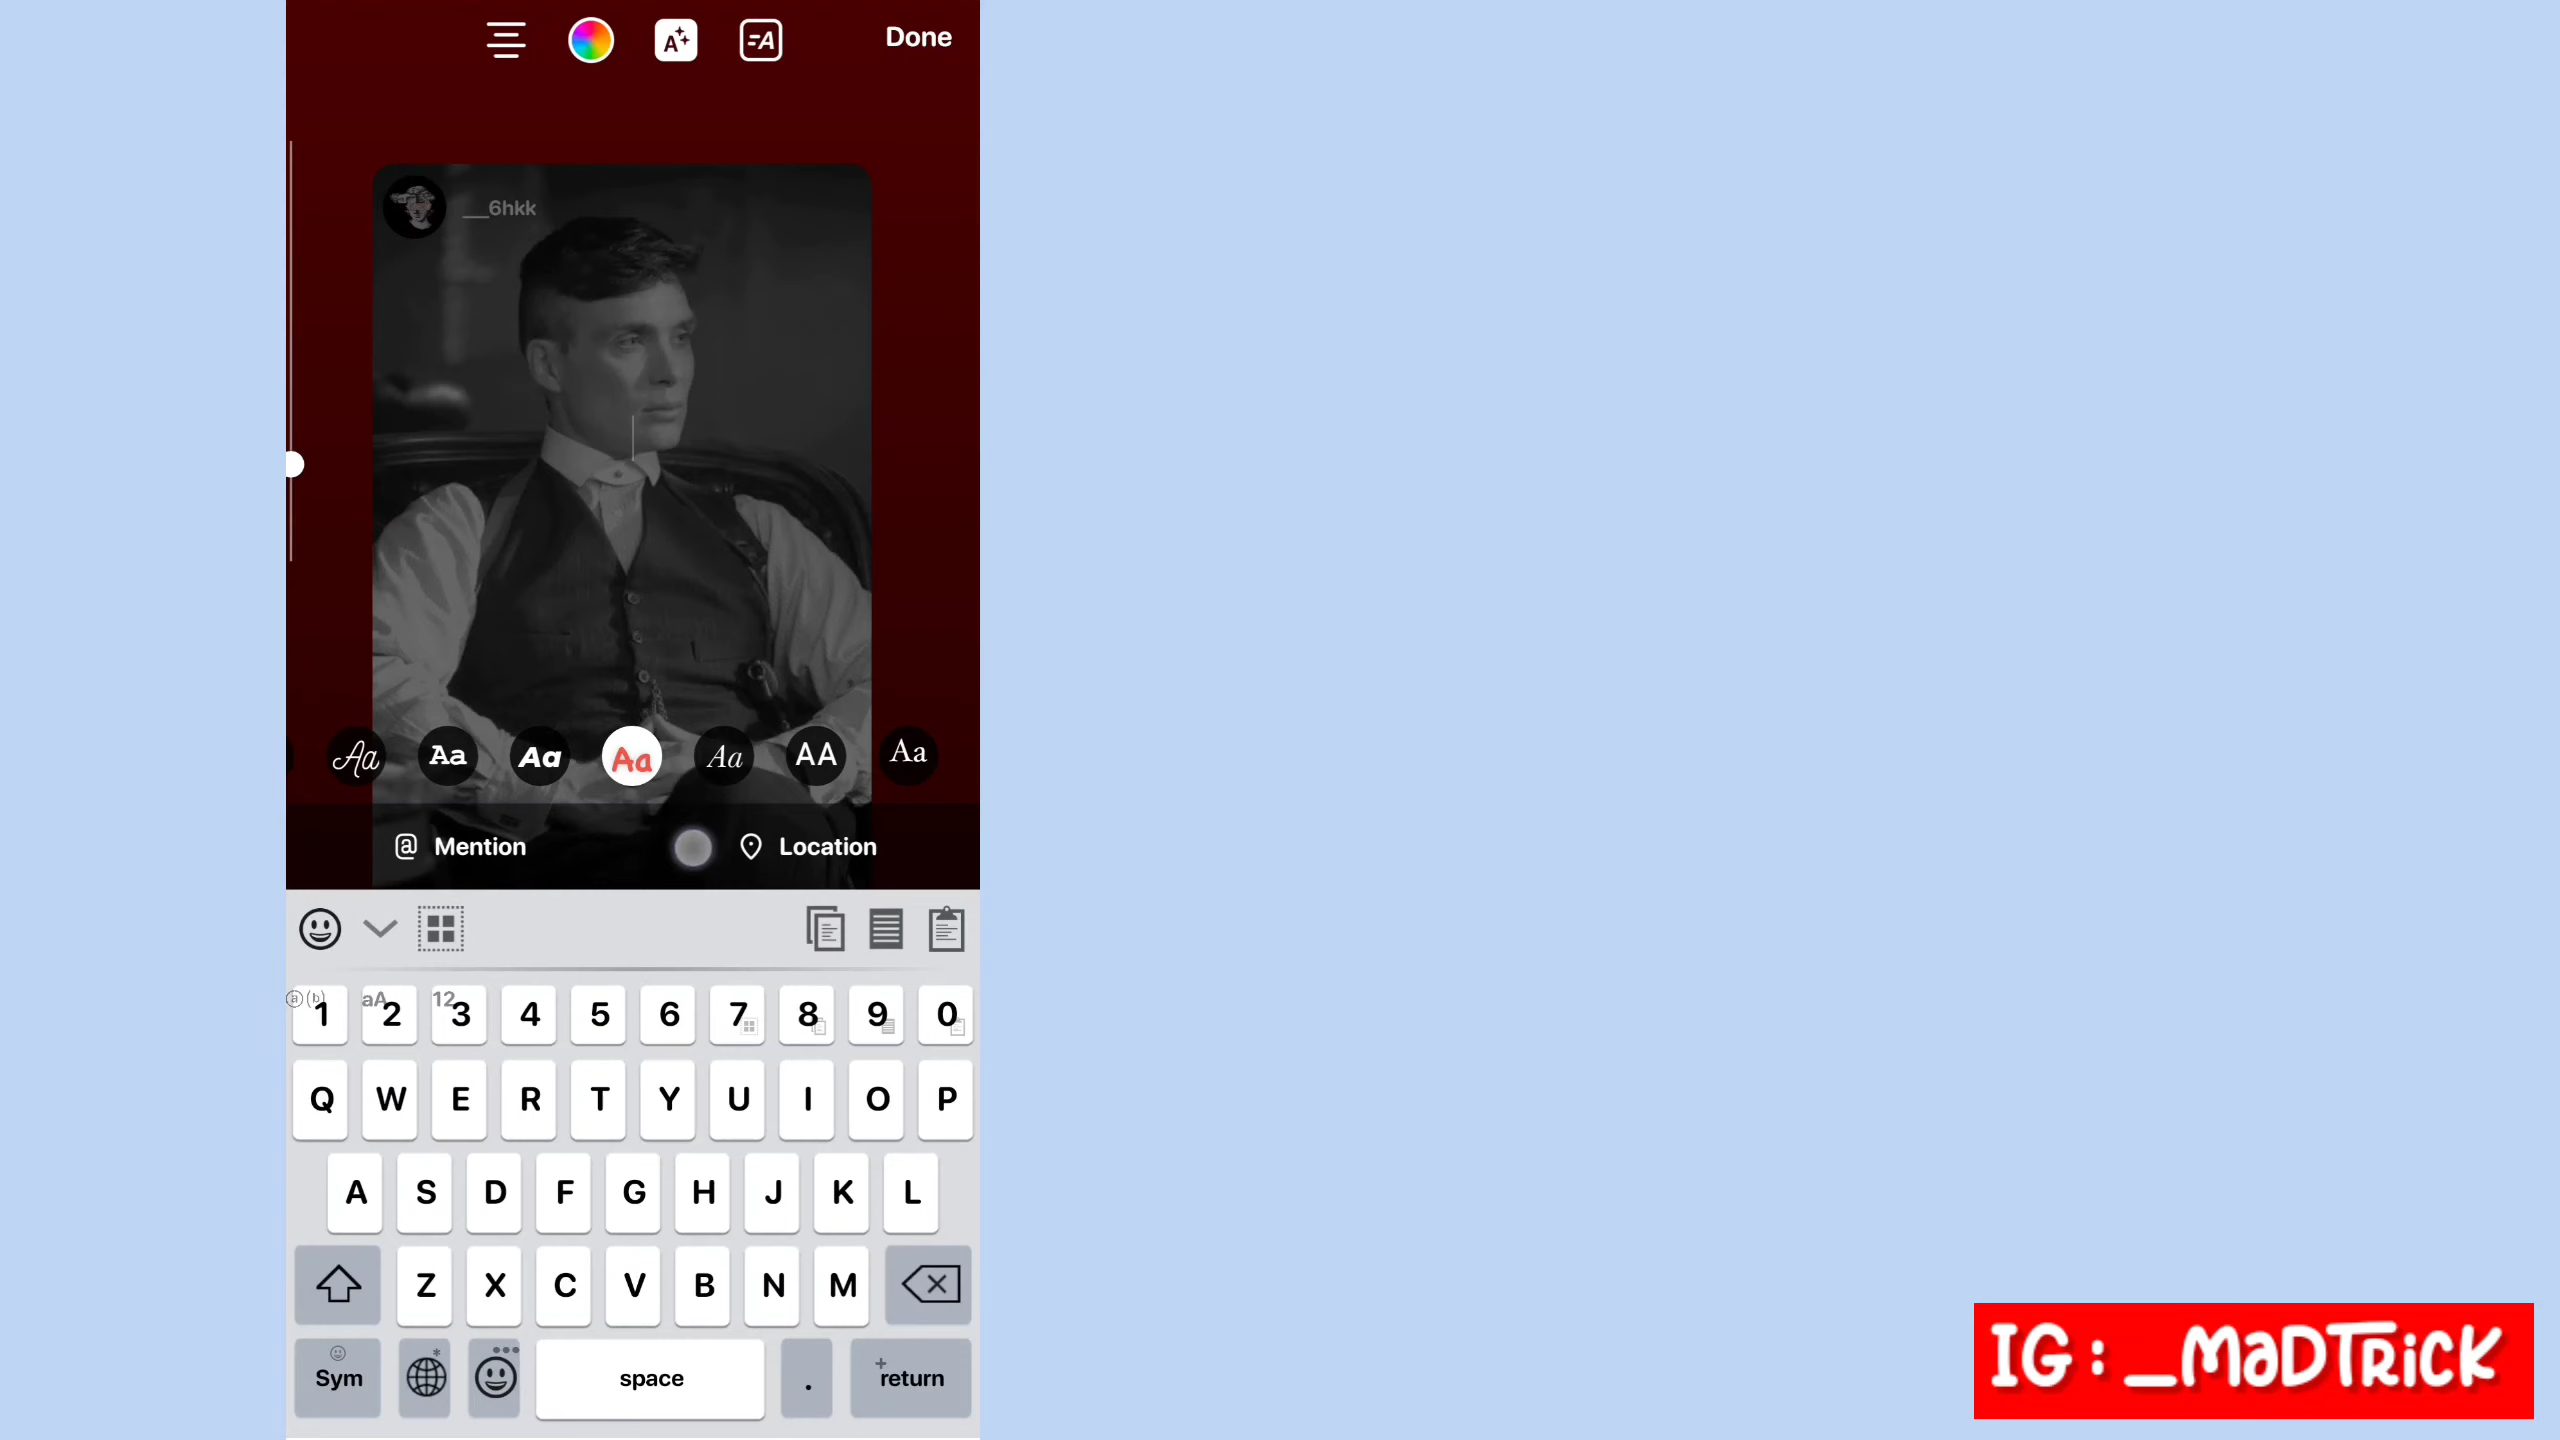 Done
__6hkk
Aa Aa Aa Aa Aa AA Aa
Mention Location
1 2 3 4 5 6 7 8 9 0
Q W E R T Y U I O P
A S D F G H J K L
Z X C V B N M
Sym space . return
IG: _MaDTRiCK